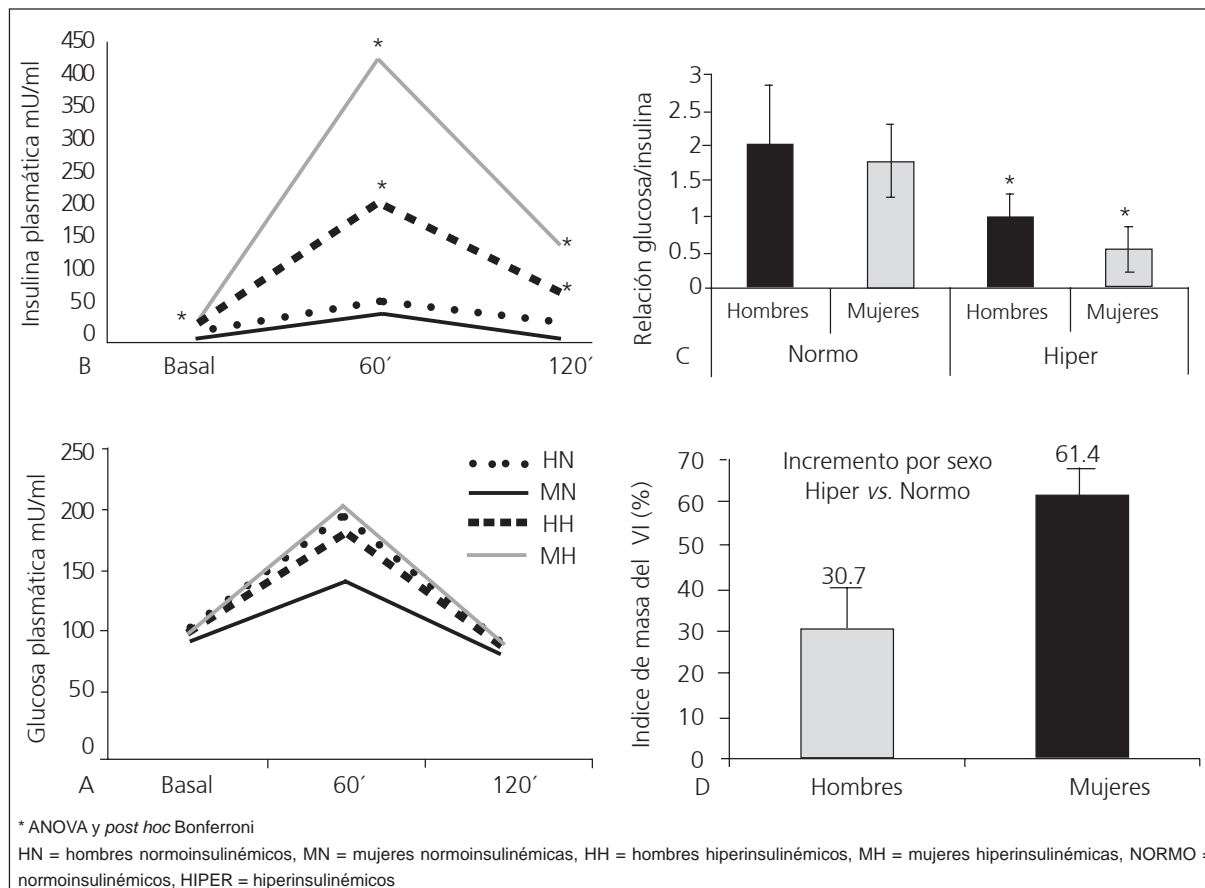 Insulina plasmática mU/ml
450
400
350
300
250
200
150
100
50
0
*
*
*
*
*
B
Basal
60´
120´
Relación glucosa/insulina
3
2.5
2
1.5
1
0.5
0
*
*
Hombres
Mujeres
Hombres
Mujeres
C
Normo
Hiper
Glucosa plasmática mU/ml
250
200
150
100
50
0
HN
MN
HH
MH
A
Basal
60´
120´
Indice de masa del VI (%)
70
60
50
40
30
20
10
0
Incremento por sexo
Hiper vs. Normo
30.7
61.4
D
Hombres
Mujeres
* ANOVA y post hoc Bonferroni
HN = hombres normoinsulinémicos, MN = mujeres normoinsulinémicas, HH = hombres hiperinsulinémicos, MH = mujeres hiperinsulinémicas, NORMO =
normoinsulinémicos, HIPER = hiperinsulinémicos